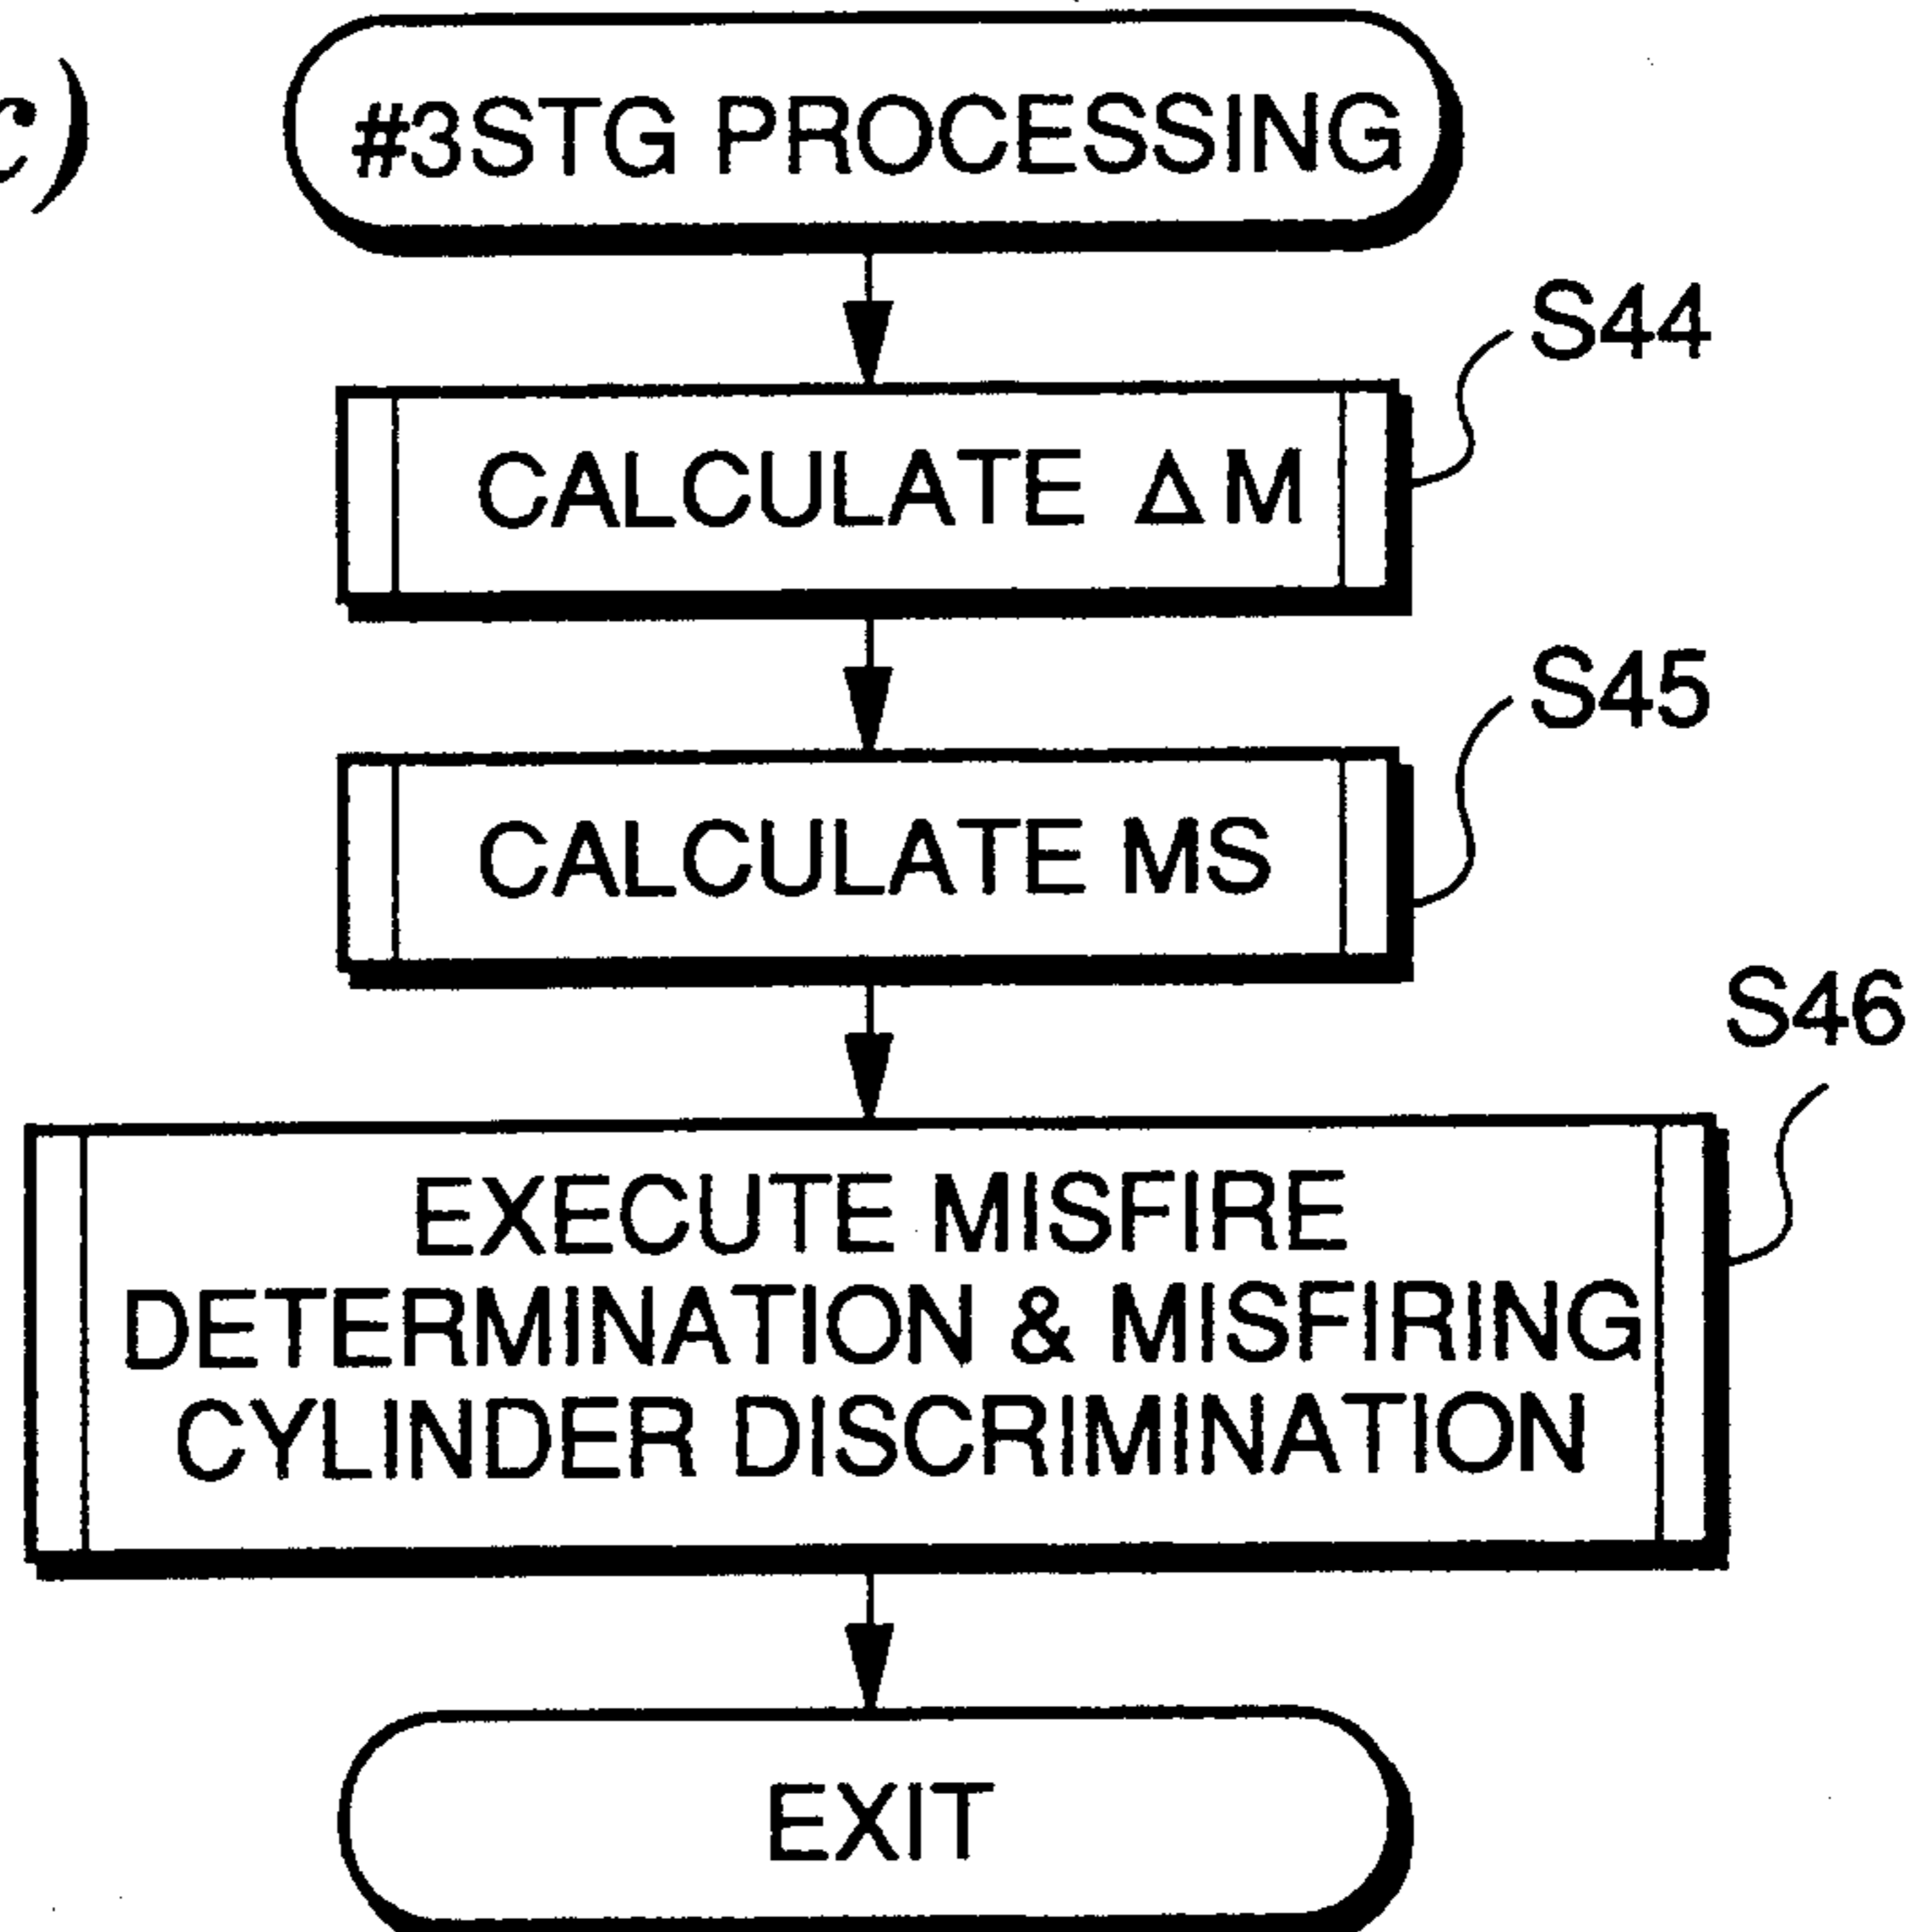 c)
#3STG PROCESSING
S44
CALCULATE ΔM
S45
CALCULATE MS
S46
EXECUTE MISFIRE
DETERMINATION & MISFIRING
CYLINDER DISCRIMINATION
EXIT